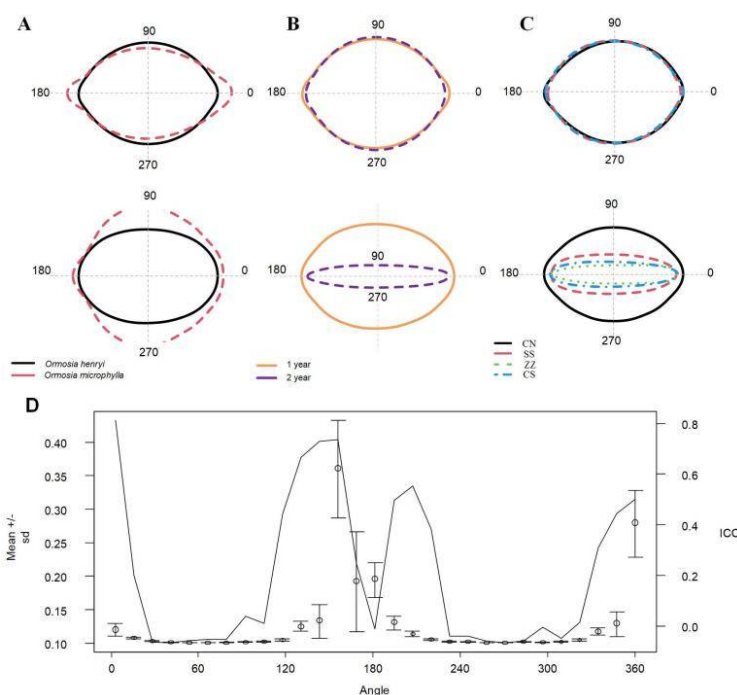 A
B
C
90
90
90
180
0
180
0
180
0
270
270
270
90
180
0
180
90
270
0
180
90
270
0
270
Ormosia henryi
Ormosia microphylla
1 year
2 year
CN
SS
ZZ
CS
D
0.40
0.35
0.30
0.25
0.20
0.15
0.10
Mean +/-
sd
0.8
0.6
0.4
0.2
0.0
ICC
0 60 120 180 240 300 360
Angle